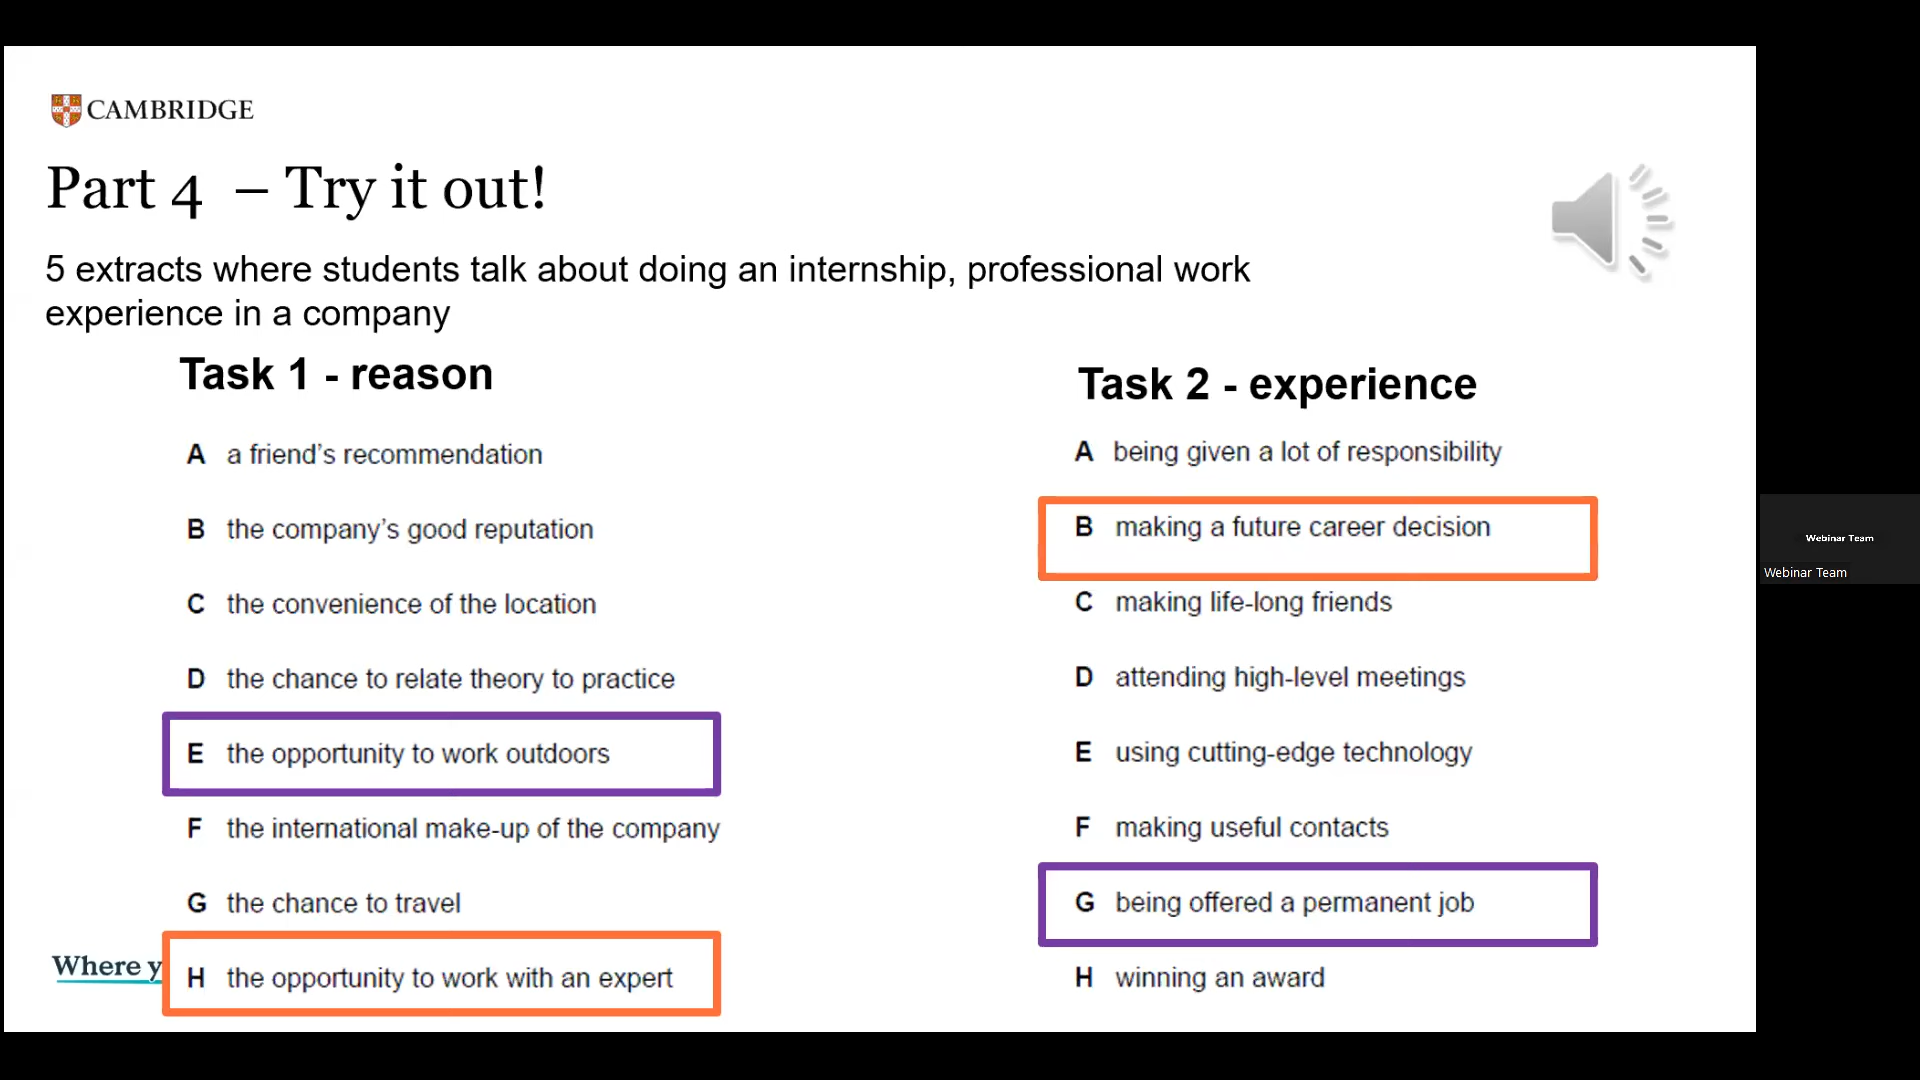 CAMBRIDGE
Part 4 – Try it out!
5 extracts where students talk about doing an internship, professional work
experience in a company
Task 1 - reason
A a friend's recommendation
B the company's good reputation
C the convenience of the location
D the chance to relate theory to practice
E the opportunity to work outdoors
F the international make-up of the company
G the chance to travel
H the opportunity to work with an expert
Where y
Task 2 - experience
A being given a lot of responsibility
B making a future career decision
C making life-long friends
D attending high-level meetings
E using cutting-edge technology
F making useful contacts
G being offered a permanent job
H winning an award
Webinar Team
Webinar Team